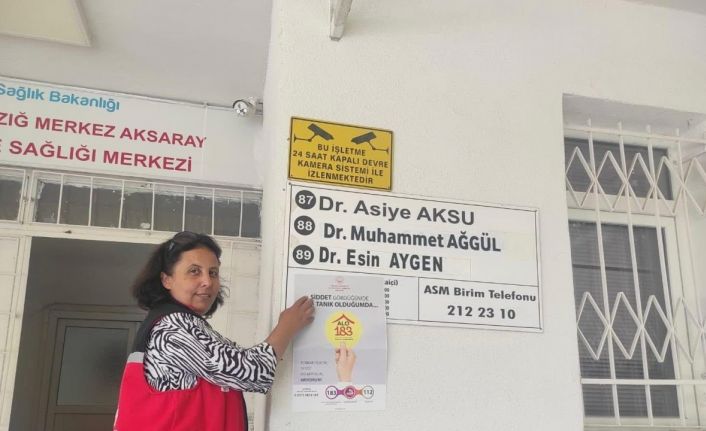 Sağlık Bakanlığı
ZIĞ MERKEZ AKSARAY
E SAĞLIĞI MERKEZİ
BU İŞLETME
24 SAAT KAPALI DEVRE
KAMERA SİSTEMİ İLE
İZLENMEKTEDİR
87 Dr. Asiye AKSU
88 Dr. Muhammet AĞGÜL
89 Dr. Esin AYGEN
ASM Birim Telefonu
212 23 10
ŞİDDET GÖRDÜĞÜNDE
TANIK OLDUĞUMDA...
ALO
183
183 112